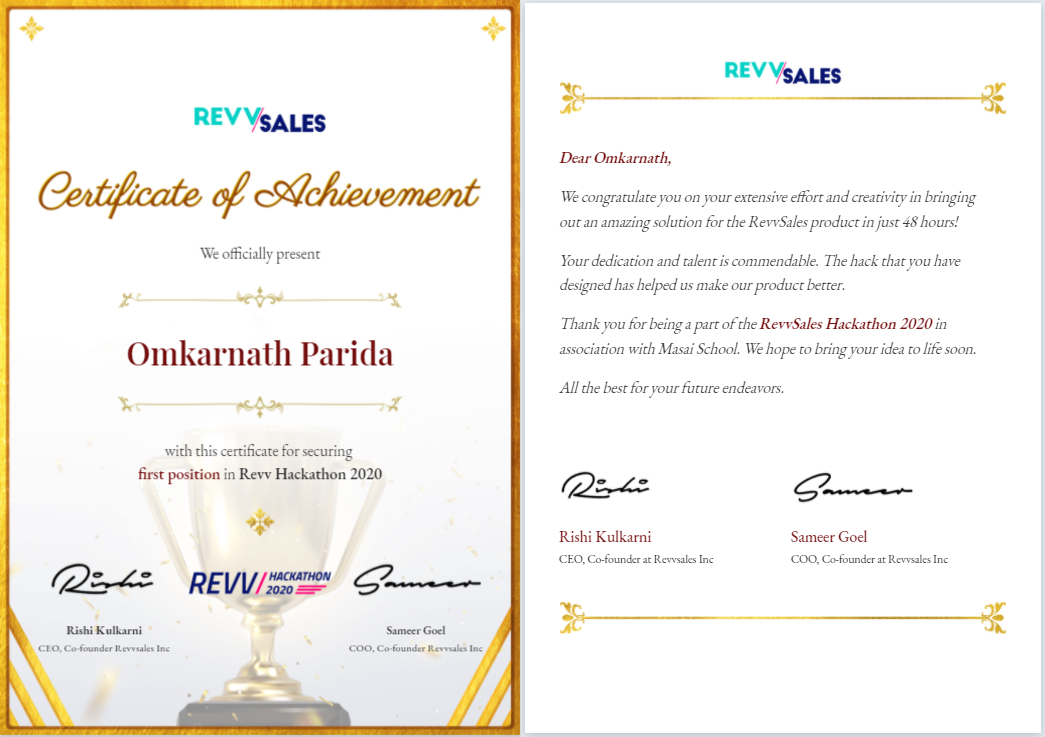 REVV/SALES
Certificate of Achievement
We officially present
Omkarnath Parida
with this certificate for securing
first position in Revv Hackathon 2020
Rishi
REVV/HACKATHON 2020
Sameer
Rishi Kulkarni
CEO, Co-founder Revvsales Inc
Sameer Goel
COO, Co-founder Revvsales Inc
REVV/SALES
Dear Omkarnath,
We congratulate you on your extensive effort and creativity in bringing
out an amazing solution for the RevvSales product in just 48 hours!
Your dedication and talent is commendable. The hack that you have
designed has helped us make our product better.
Thank you for being a part of the RevvSales Hackathon 2020 in
association with Masai School. We hope to bring your idea to life soon.
All the best for your future endeavors.
Rishi
Sameer
Rishi Kulkarni
CEO, Co-founder at Revvsales Inc
Sameer Goel
COO, Co-founder at Revvsales Inc